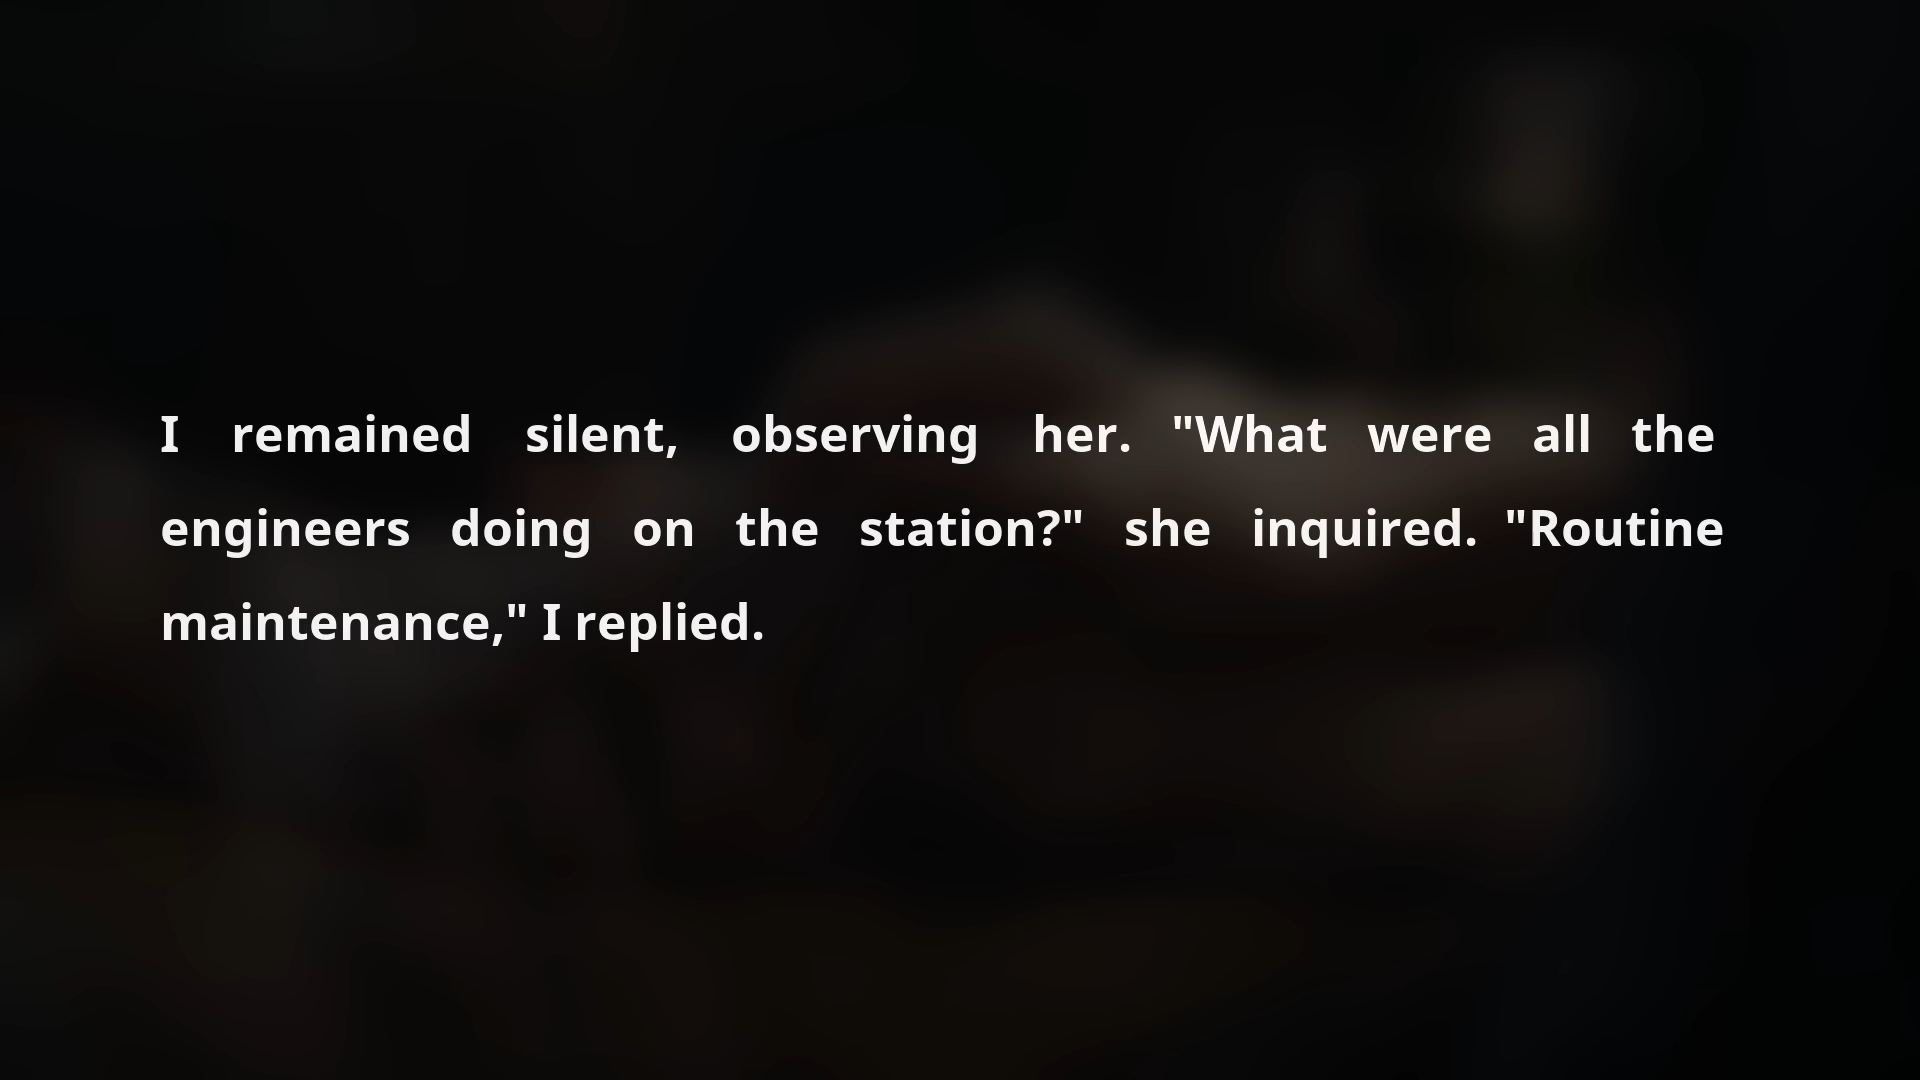 I remained silent, observing her. "What were all the
engineers doing on the station?" she inquired. "Routine
maintenance," I replied.